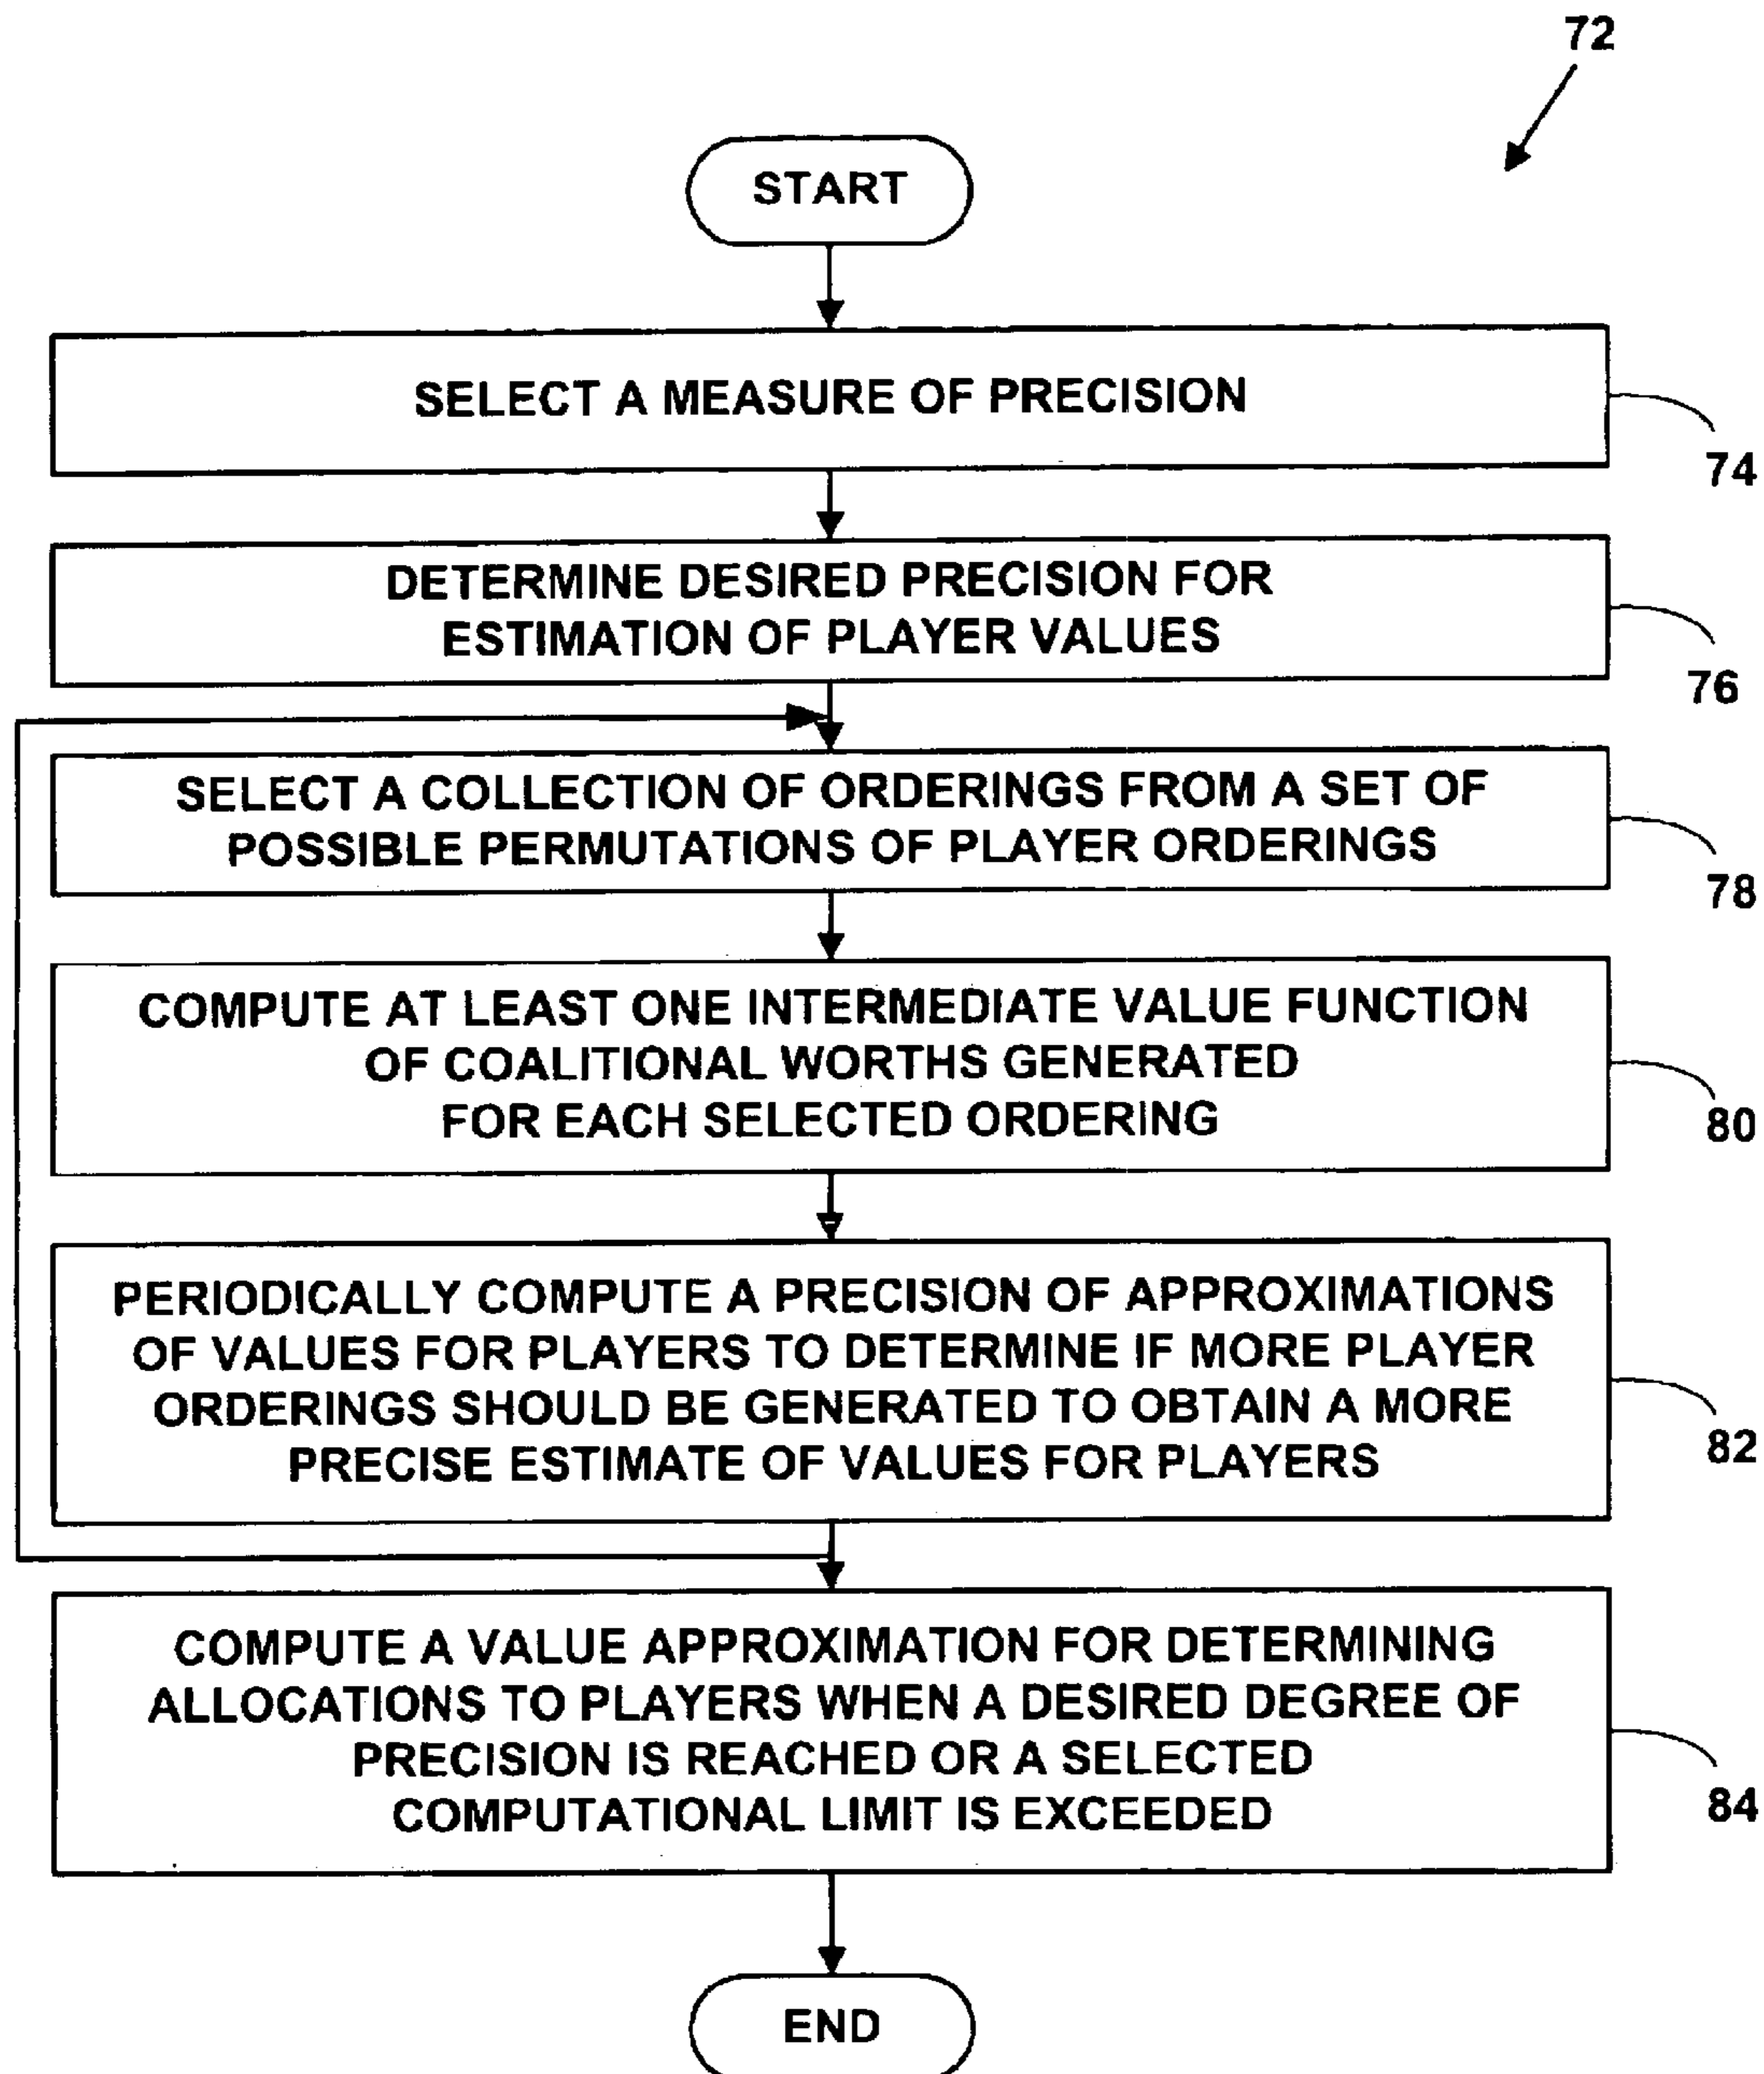 72
START
SELECT A MEASURE OF PRECISION
74
DETERMINE DESIRED PRECISION FOR
ESTIMATION OF PLAYER VALUES
76
SELECT A COLLECTION OF ORDERINGS FROM A SET OF
POSSIBLE PERMUTATIONS OF PLAYER ORDERINGS
78
COMPUTE AT LEAST ONE INTERMEDIATE VALUE FUNCTION
OF COALITIONAL WORTHS GENERATED
FOR EACH SELECTED ORDERING
80
PERIODICALLY COMPUTE A PRECISION OF APPROXIMATIONS
OF VALUES FOR PLAYERS TO DETERMINE IF MORE PLAYER
ORDERINGS SHOULD BE GENERATED TO OBTAIN A MORE
PRECISE ESTIMATE OF VALUES FOR PLAYERS
82
COMPUTE A VALUE APPROXIMATION FOR DETERMINING
ALLOCATIONS TO PLAYERS WHEN A DESIRED DEGREE OF
PRECISION IS REACHED OR A SELECTED
COMPUTATIONAL LIMIT IS EXCEEDED
84
END